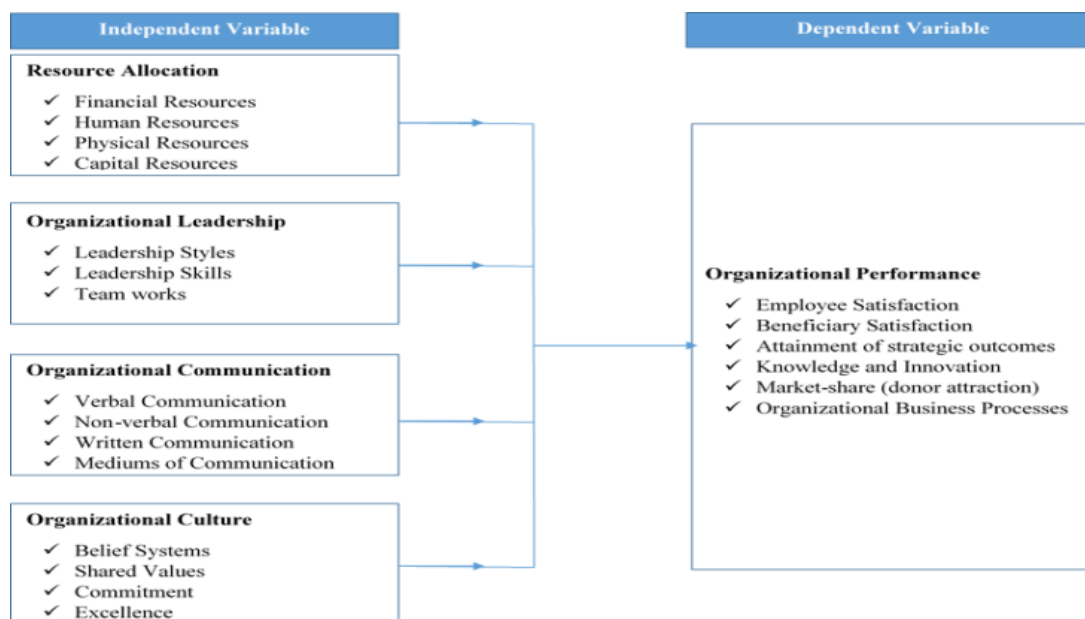 Independent Variable
Resource Allocation
✓ Financial Resources
✓ Human Resources
✓ Physical Resources
✓ Capital Resources
Organizational Leadership
✓ Leadership Styles
✓ Leadership Skills
✓ Team works
Organizational Communication
✓ Verbal Communication
✓ Non-verbal Communication
✓ Written Communication
✓ Mediums of Communication
Organizational Culture
✓ Belief Systems
✓ Shared Values
✓ Commitment
✓ Excellence
Dependent Variable
Organizational Performance
✓ Employee Satisfaction
✓ Beneficiary Satisfaction
✓ Attainment of strategic outcomes
✓ Knowledge and Innovation
✓ Market-share (donor attraction)
✓ Organizational Business Processes